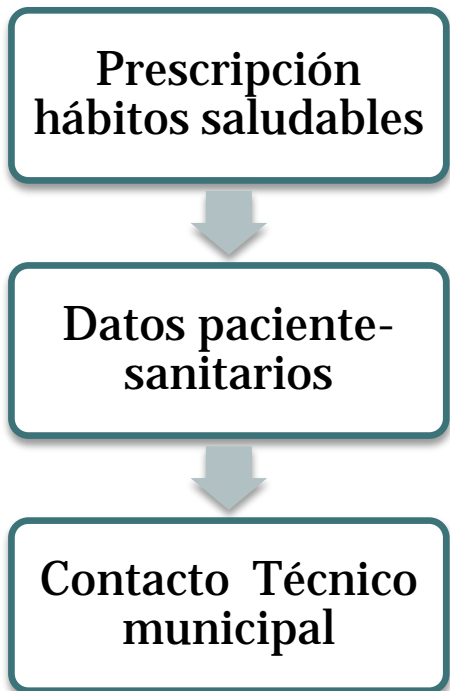 Prescripción
hábitos saludables
Datos paciente-
sanitarios
Contacto Técnico
municipal